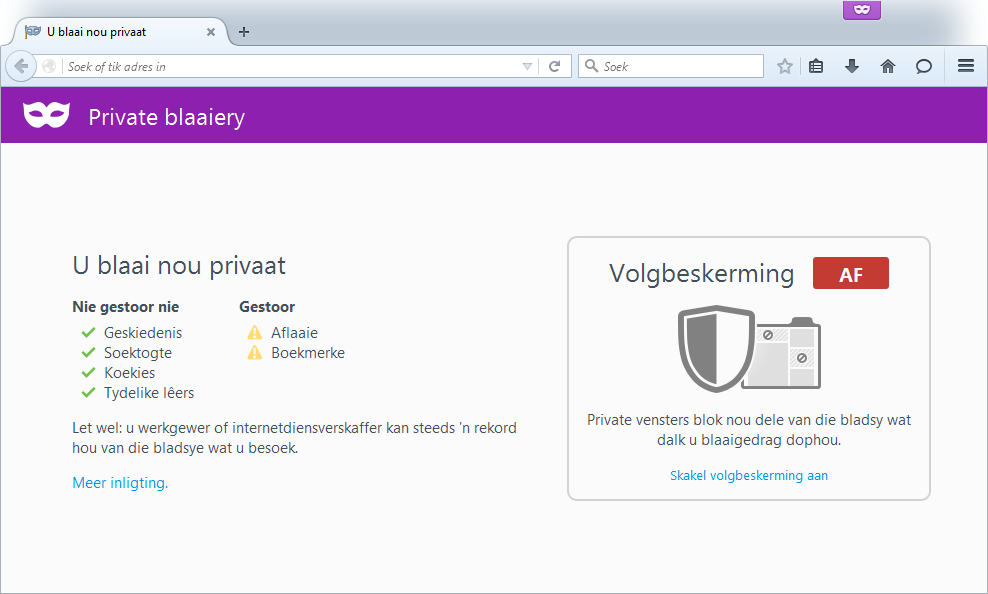 U blaai nou privaat
Soek of tik adres in
Soek
Private blaaiery
U blaai nou privaat
Nie gestoor nie
Geskiedenis
Soektogte
Koekies
Tydelike lêers
Gestoor
Aflaaie
Boekmerke
Let wel: u werkgewer of internetdiensverskaffer kan steeds 'n rekord
hou van die bladsye wat u besoek.
Meer inligting.
Volgbeskerming AF
Private vensters blok nou dele van die bladsy wat
dalk u blaaigedrag dophou.
Skakel volgbeskerming aan